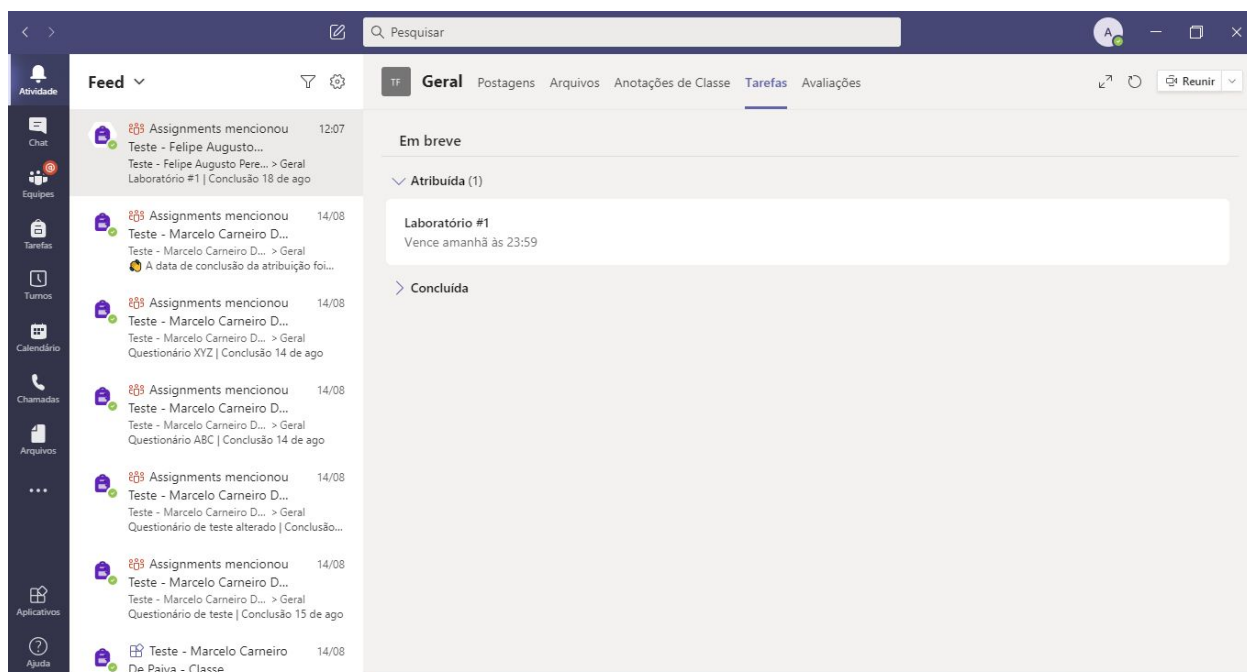 Pesquisar
A
Atividade
Chat
Equipes
Tarefas
Turnos
Calendário
Chamadas
Arquivos
Aplicativos
Ajuda
Feed
Assignments mencionou 12:07
Teste - Felipe Augusto...
Teste - Felipe Augusto Pere... > Geral
Laboratório #1 | Conclusão 18 de ago
Assignments mencionou 14/08
Teste - Marcelo Carneiro D...
Teste - Marcelo Carneiro D... > Geral
A data de conclusão da atribuição foi...
Assignments mencionou 14/08
Teste - Marcelo Carneiro D...
Teste - Marcelo Carneiro D... > Geral
Questionário XYZ | Conclusão 14 de ago
Assignments mencionou 14/08
Teste - Marcelo Carneiro D...
Teste - Marcelo Carneiro D... > Geral
Questionário ABC | Conclusão 14 de ago
Assignments mencionou 14/08
Teste - Marcelo Carneiro D...
Teste - Marcelo Carneiro D... > Geral
Questionário de teste alterado | Conclusão...
Assignments mencionou 14/08
Teste - Marcelo Carneiro D...
Teste - Marcelo Carneiro D... > Geral
Questionário de teste | Conclusão 15 de ago
Teste - Marcelo Carneiro 14/08
De Paiva - Classe
TF Geral Postagens Arquivos Anotações de Classe Tarefas Avaliações Reunir
Em breve
Atribuída (1)
Laboratório #1
Vence amanhã às 23:59
Concluída